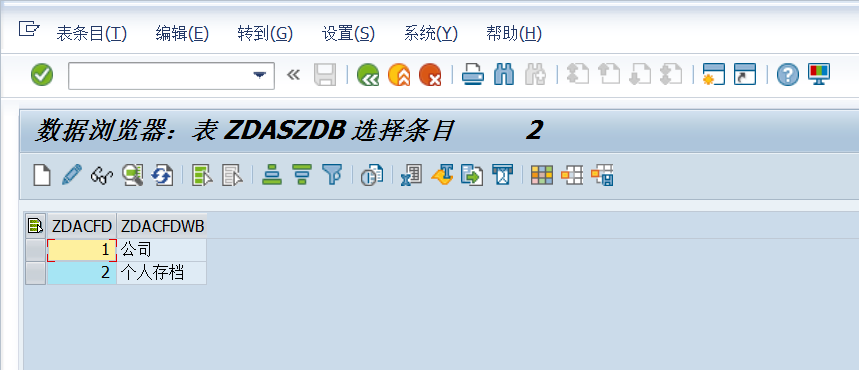 表条目(T) 编辑(E) 转到(G) 设置(S) 系统(Y) 帮助(H)
数据浏览器：表 ZDASZDB 选择条目 2
ZDACFD ZDACFDWB
1 公司
2 个人存档